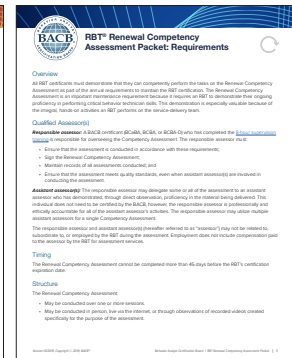 BACB
RBT® Renewal Competency
Assessment Packet: Requirements
Overview
All RBT certificants must demonstrate that they can competently perform the tasks on the Renewal Competency
Assessment as part of the annual requirements to maintain the RBT certification. The Renewal Competency
Assessment is an important maintenance requirement because it requires an RBT to demonstrate their ongoing
proficiency in performing critical behavior technician skills. This demonstration is especially valuable because of
the integral, hands-on activities an RBT performs on the service-delivery team.
Qualified Assessor(s)
Responsible assessor: A BACB certificant (BCaBA, BCBA, or BCBA-D) who has completed the 8-hour supervision
training is responsible for overseeing the Competency Assessment. The responsible assessor must:
• Ensure that the assessment is conducted in accordance with these requirements;
• Sign the Renewal Competency Assessment;
• Maintain records of all assessments conducted; and
• Ensure that the assessment meets quality standards, even when assistant assessor(s) are involved in
conducting the assessment.
Assistant assessor(s): The responsible assessor may delegate some or all of the assessment to an assistant
assessor who has demonstrated, through direct observation, proficiency in the material being delivered. This
individual does not need to be certified by the BACB, however, the responsible assessor is professionally and
ethically accountable for all of the assistant assessor's activities. The responsible assessor may utilize multiple
assistant assessors for a single Competency Assessment.
The responsible assessor and assistant assessor(s) (hereafter referred to as "assessor") may not be related to,
subordinate to, or employed by the RBT during the assessment. Employment does not include compensation paid
to the assessor by the RBT for assessment services.
Timing
The Renewal Competency Assessment cannot be completed more than 45 days before the RBT's certification
expiration date.
Structure
The Renewal Competency Assessment:
• May be conducted over one or more sessions.
• May be conducted in person, live via the internet, or through observations of recorded videos created
specifically for the purpose of the assessment.